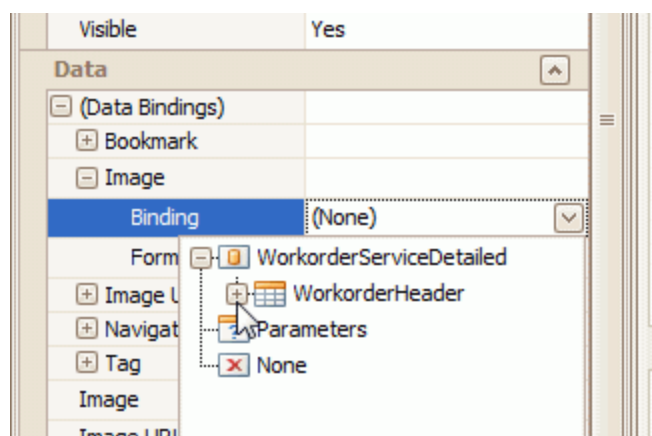 Visible Yes
Data
(Data Bindings)
Bookmark
Image
Binding (None)
Form WorkorderServiceDetailed
Image U WorkorderHeader
Navigat Parameters
Tag None
Image
Image URL